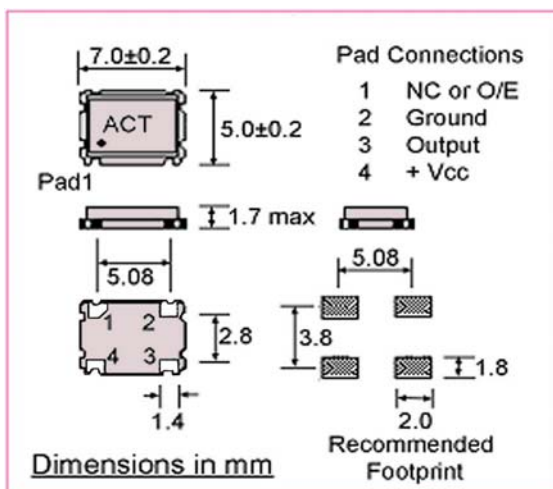 7.0±0.2
ACT
5.0±0.2
Pad1
Pad Connections
1 NC or O/E
2 Ground
3 Output
4 + Vcc
1.7 max
5.08
1 2
4 3
2.8
1.4
5.08
3.8
1.8
2.0
Recommended
Footprint
Dimensions in mm